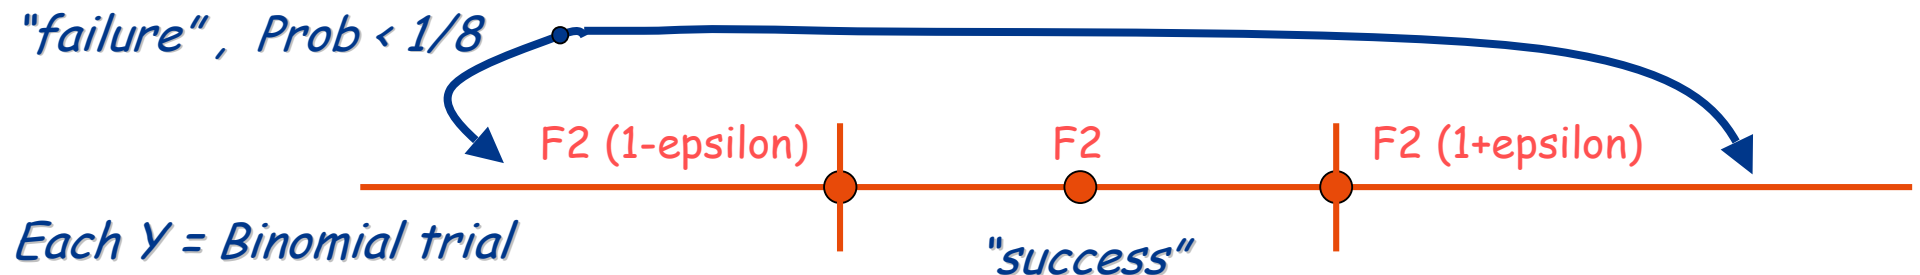 "failure" , Prob < 1/8
F2 (1-epsilon)
F2
F2 (1+epsilon)
Each Y = Binomial trial
"success"